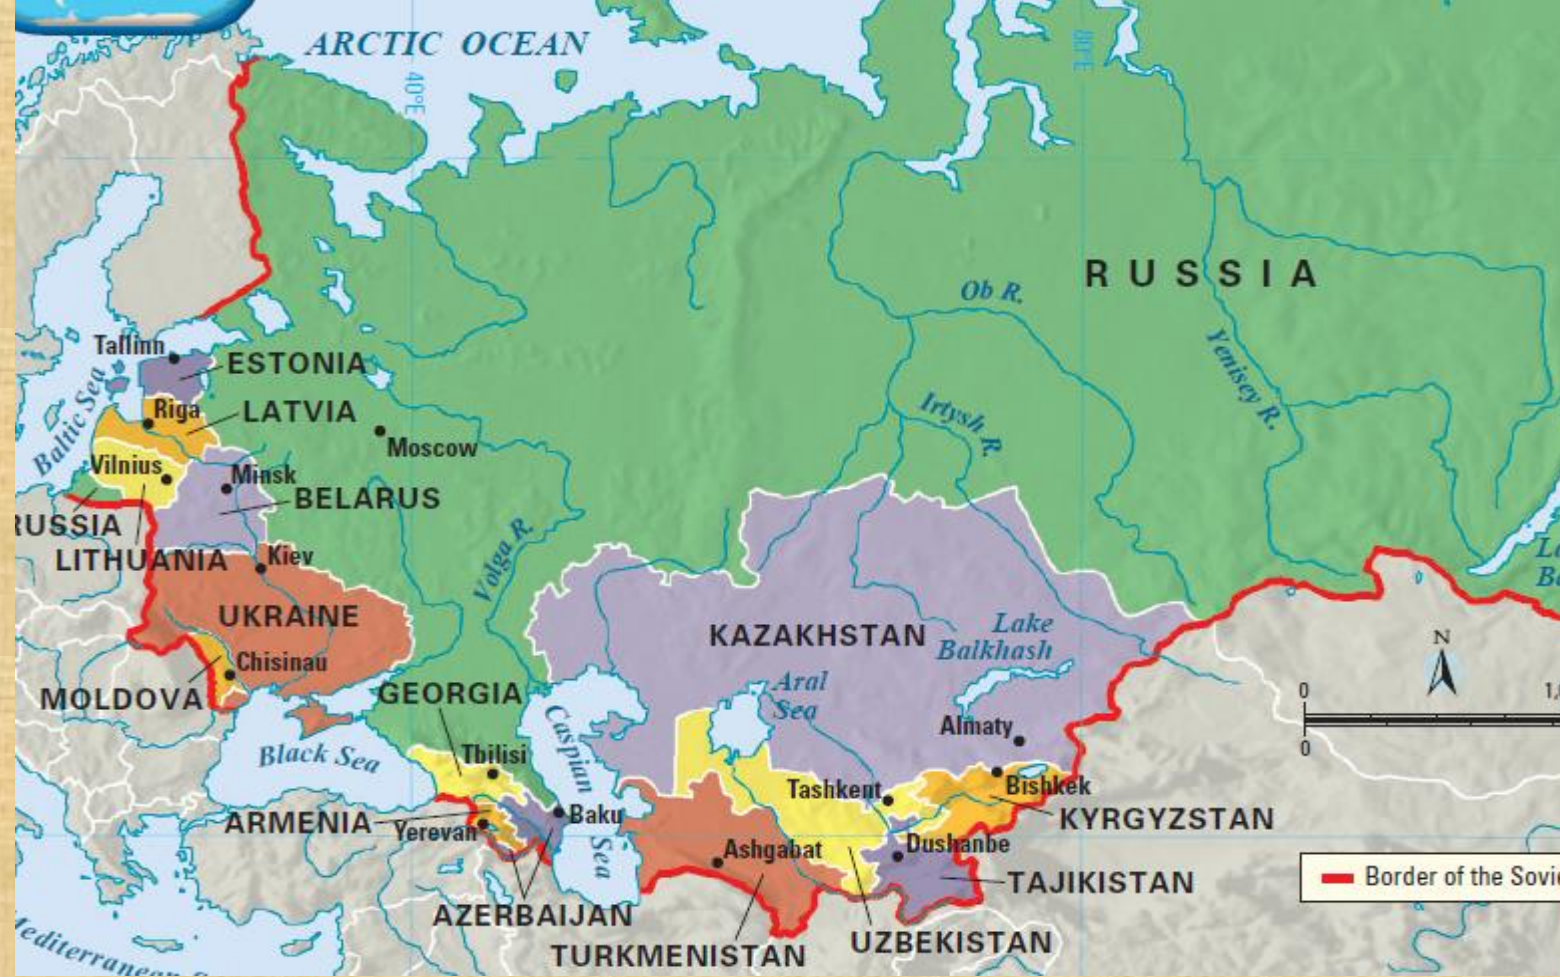 ARCTIC OCEAN
40°E
80°E
RUSSIA
Ob R.
Yenisey R.
Irtysh R.
Tallinn
ESTONIA
Baltic Sea
Riga
LATVIA
Moscow
Vilnius
Minsk
BELARUS
RUSSIA
LITHUANIA
Kiev
Volga R.
UKRAINE
KAZAKHSTAN
Lake
Balkhash
Chisinau
MOLDOVA
GEORGIA
Aral
Sea
Almaty
N
0
0
Black Sea
Tbilisi
Caspian
Sea
Tashkent
Bishkek
KYRGYZSTAN
ARMENIA
Yerevan
Baku
Ashgabat
Dushanbe
TAJIKISTAN
Border of the Sovie
AZERBAIJAN
TURKMENISTAN
UZBEKISTAN
Mediterranean